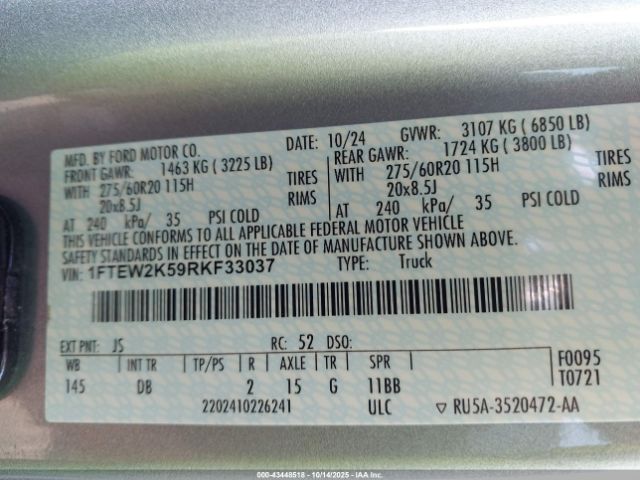 MFD. BY FORD MOTOR CO.
DATE: 10/24 GVWR: 3107 KG ( 6850 LB)
FRONT GAWR: 1463 KG ( 3225 LB) REAR GAWR: 1724 KG ( 3800 LB)
WITH 275/60R20 115H TIRES WITH 275/60R20 115H TIRES
20x8.5J RIMS 20x8.5J RIMS
AT 240 kPa/ 35 PSI COLD AT 240 kPa/ 35 PSI COLD
THIS VEHICLE CONFORMS TO ALL APPLICABLE FEDERAL MOTOR VEHICLE
SAFETY STANDARDS IN EFFECT ON THE DATE OF MANUFACTURE SHOWN ABOVE.
VIN: 1FTEW2K59RKF33037 TYPE: Truck
EXT PNT: JS RC: 52 DSO:
WB INT TR TP/PS R AXLE TR SPR F0095
145 DB 2 15 G 11BB T0721
2202410226241 ULC ▽ RU5A-3520472-AA
000-43448518 | 10/14/2025 | IAAI.COM